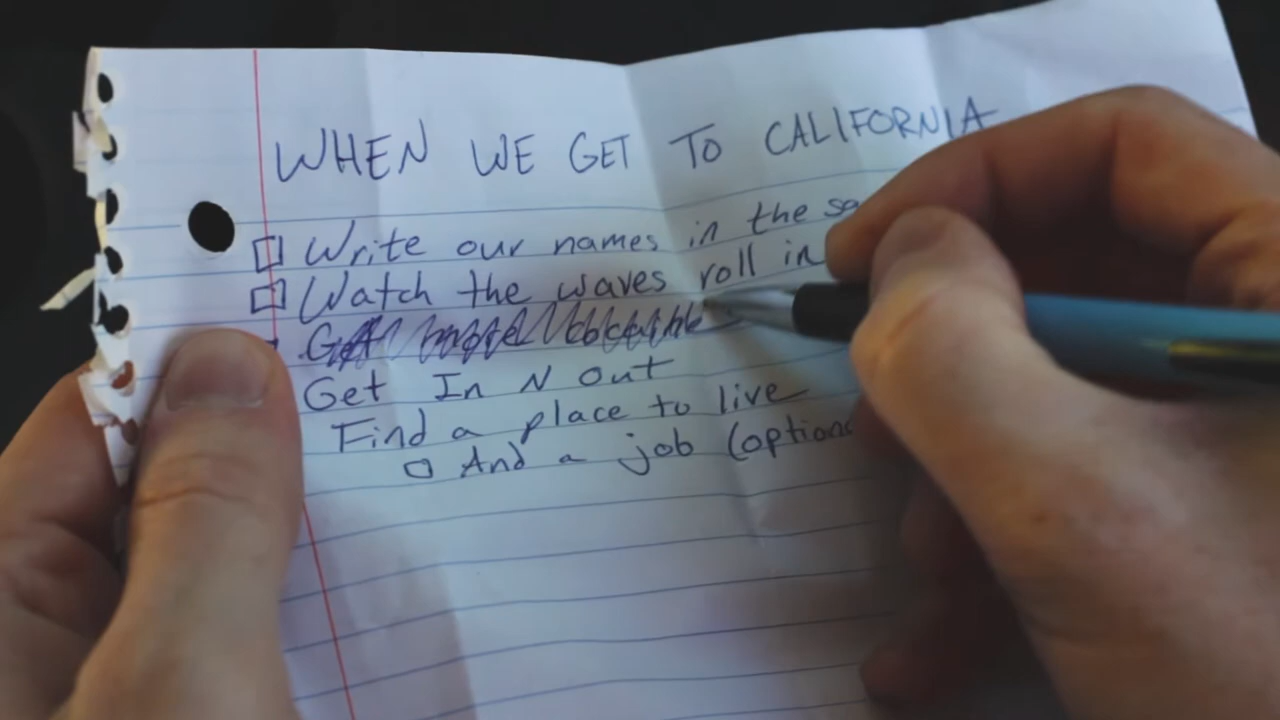 WHEN WE GET TO CALIFORNIA
Write our names in the
Watch the waves roll in
Get In N Out
Find a place to live
And a job